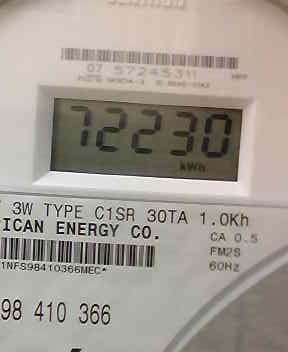 07 57245311
72230
kWh
3W TYPE C1SR 30TA 1.0Kh
ICAN ENERGY CO.
CA 0.5
FM2S
60Hz
1NFS98410366MEC*
98 410 366